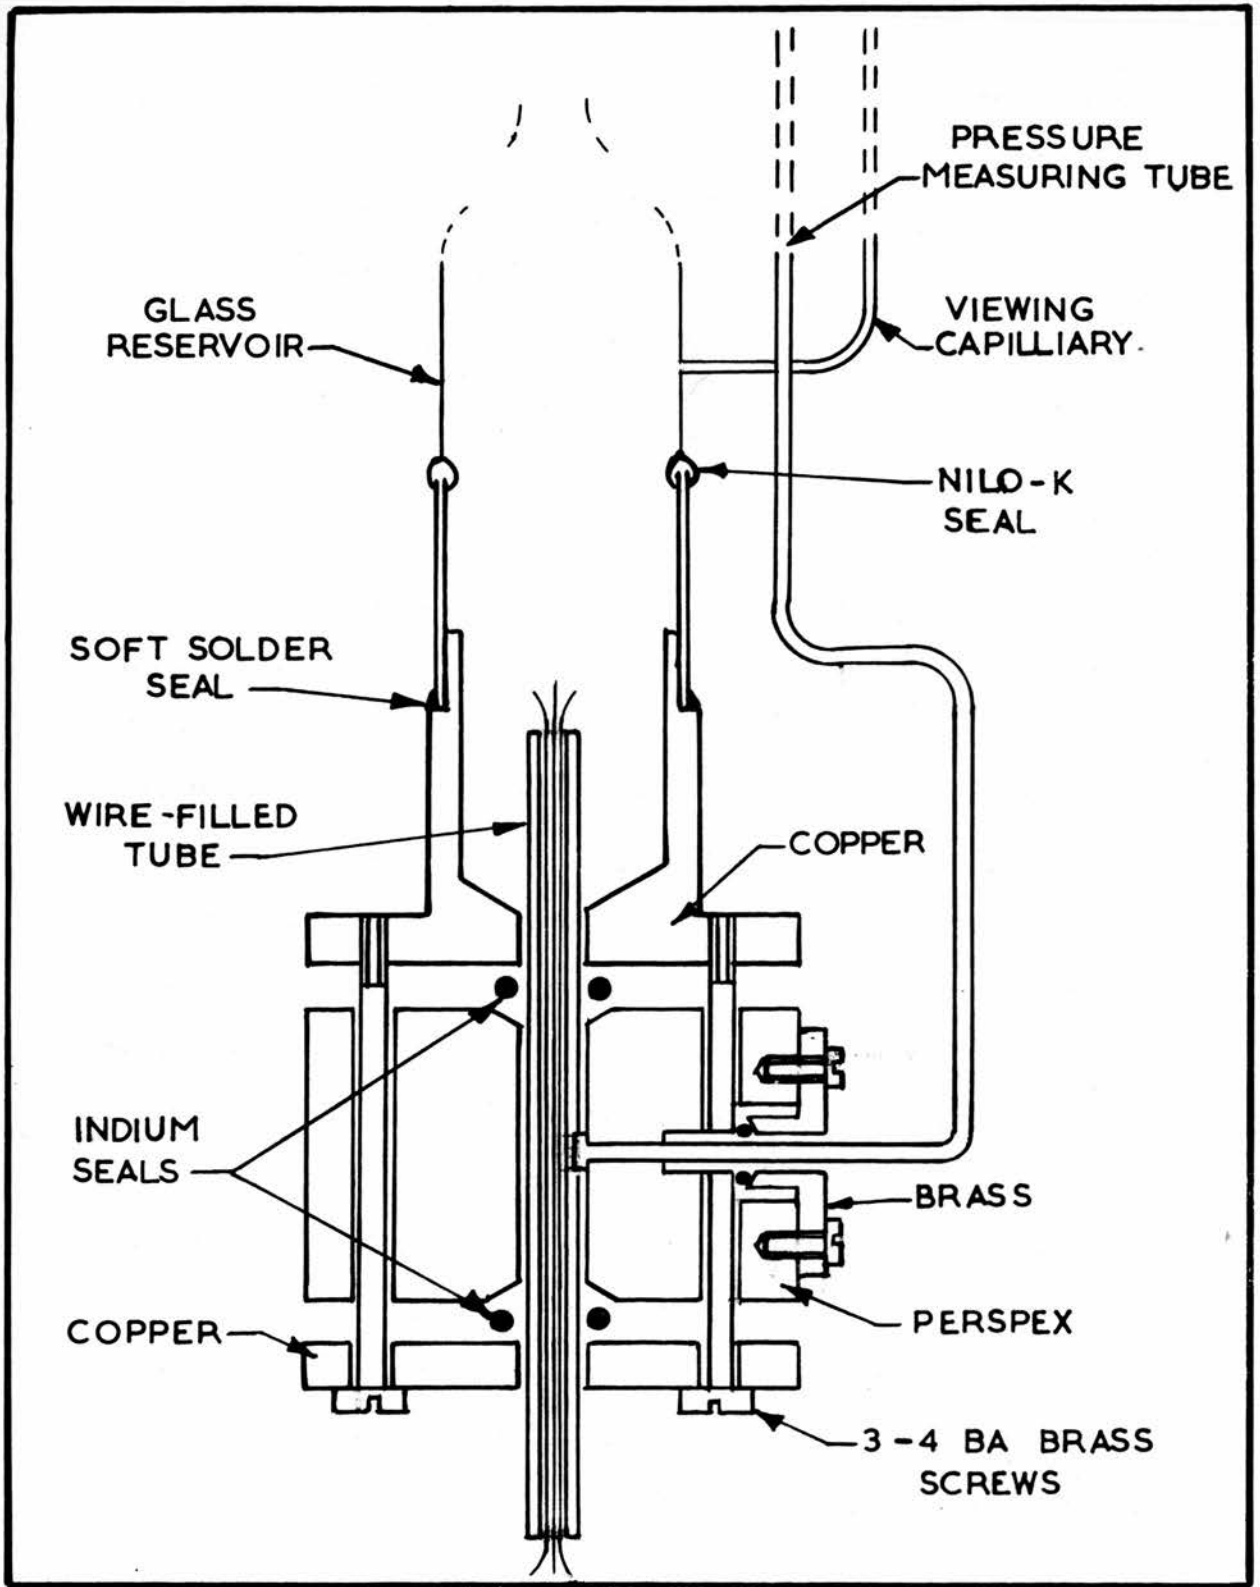 PRESSURE
MEASURING TUBE
GLASS
RESERVOIR
VIEWING
CAPILLIARY
NILO-K
SEAL
SOFT SOLDER
SEAL
WIRE-FILLED
TUBE
COPPER
INDIUM
SEALS
BRASS
COPPER
PERSPEX
3-4 BA BRASS
SCREWS